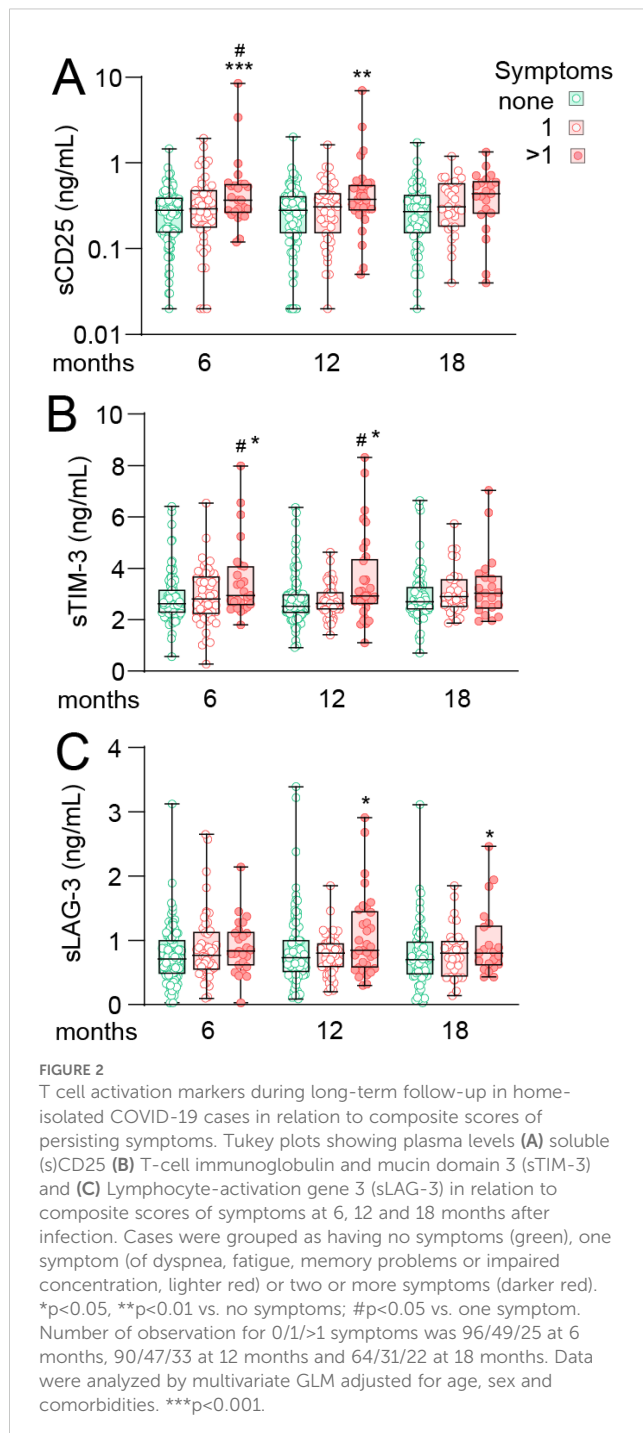 A
sCD25 (ng/mL)
10
1
0.1
0.01
#
***
**
Symptoms
none
1
>1
months 6 12 18
B
sTIM-3 (ng/mL)
10
8
6
4
2
0
# *
# *
months 6 12 18
C
sLAG-3 (ng/mL)
4
3
2
1
0
*
*
months 6 12 18
FIGURE 2
T cell activation markers during long-term follow-up in home-
isolated COVID-19 cases in relation to composite scores of
persisting symptoms. Tukey plots showing plasma levels (A) soluble
(s)CD25 (B) T-cell immunoglobulin and mucin domain 3 (sTIM-3)
and (C) Lymphocyte-activation gene 3 (sLAG-3) in relation to
composite scores of symptoms at 6, 12 and 18 months after
infection. Cases were grouped as having no symptoms (green), one
symptom (of dyspnea, fatigue, memory problems or impaired
concentration, lighter red) or two or more symptoms (darker red).
*p<0.05, **p<0.01 vs. no symptoms; #p<0.05 vs. one symptom.
Number of observation for 0/1/>1 symptoms was 96/49/25 at 6
months, 90/47/33 at 12 months and 64/31/22 at 18 months. Data
were analyzed by multivariate GLM adjusted for age, sex and
comorbidities. ***p<0.001.